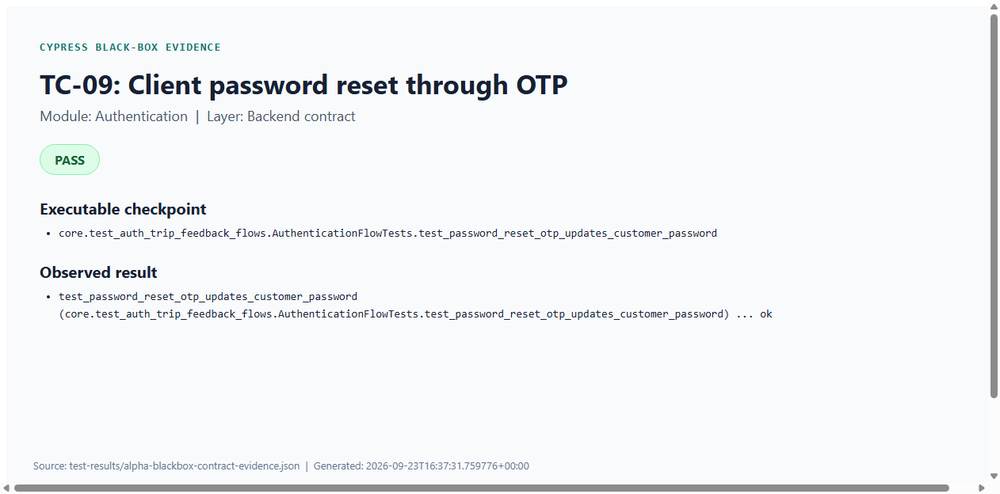 CYPRESS BLACK-BOX EVIDENCE
TC-09: Client password reset through OTP
Module: Authentication | Layer: Backend contract
PASS
Executable checkpoint
• core.test_auth_trip_feedback_flows.AuthenticationFlowTests.test_password_reset_otp_updates_customer_password
Observed result
• test_password_reset_otp_updates_customer_password
(core.test_auth_trip_feedback_flows.AuthenticationFlowTests.test_password_reset_otp_updates_customer_password) ... ok
Source: test-results/alpha-blackbox-contract-evidence.json | Generated: 2026-09-23T16:37:31.759776+00:00